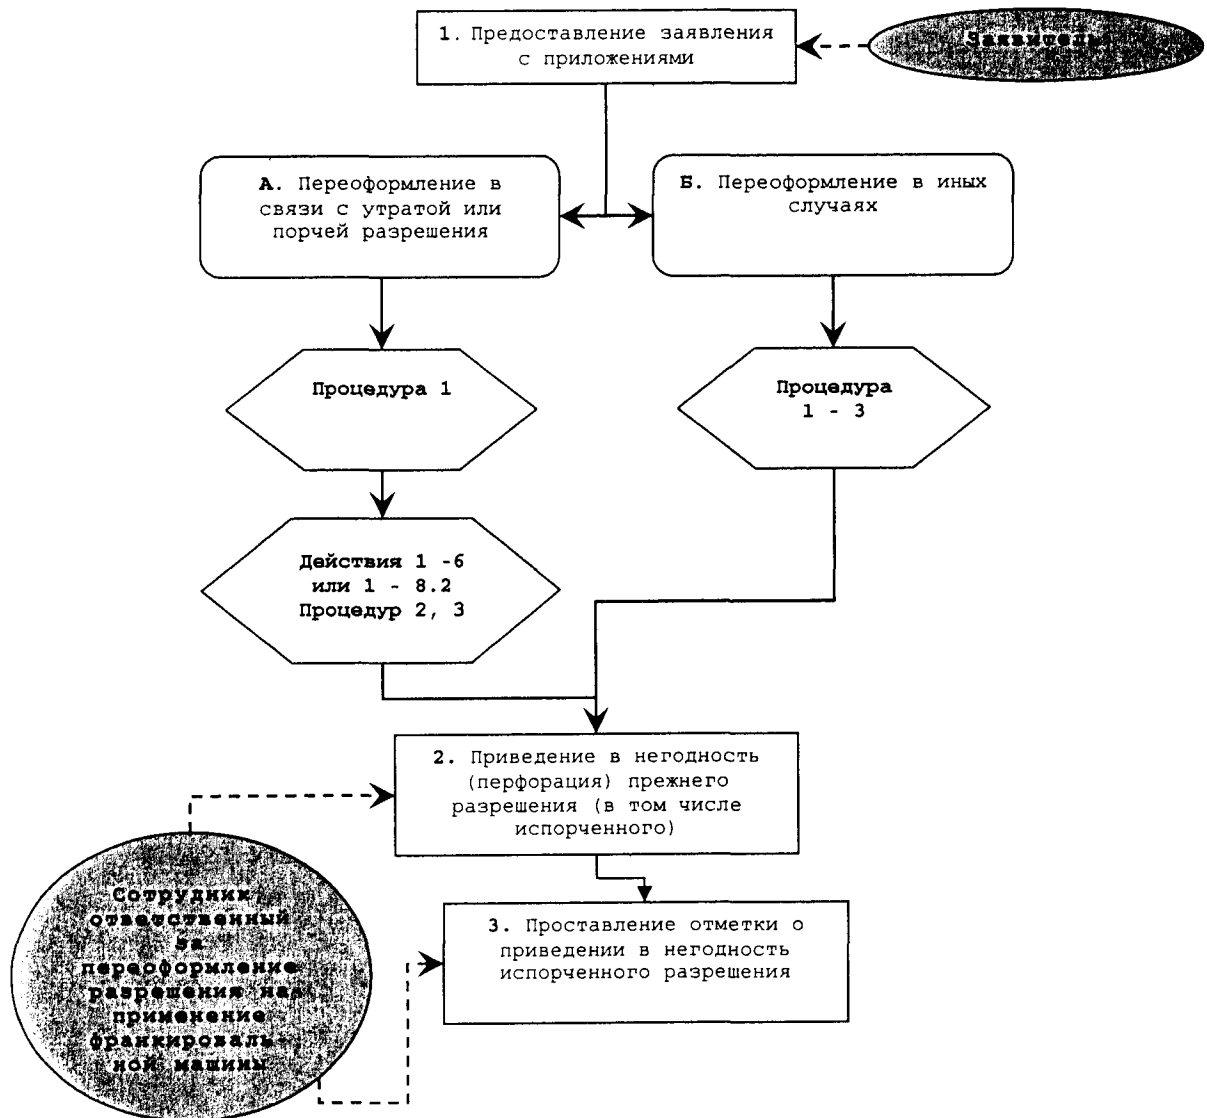 1. Предоставление заявления
с приложениями
Заявитель
А. Переоформление в
связи с утратой или
порчей разрешения
Б. Переоформление в иных
случаях
Процедура 1
Процедура
1 - 3
Действия 1 -6
или 1 - 8.2
Процедур 2, 3
2. Приведение в негодность
(перфорация) прежнего
разрешения (в том числе
испорченного)
Сотрудник
ответственный
за
переоформление
разрешения на
применение
франкироваль-
ной машины
3. Проставление отметки о
приведении в негодность
испорченного разрешения